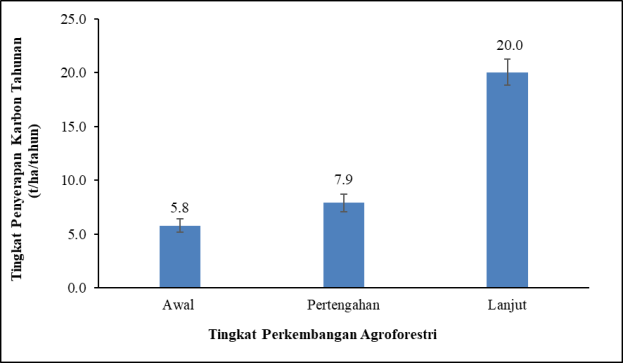 Tingkat Penyerapan Karbon Tahunan
(t/ha/tahun)
25.0
20.0
15.0
10.0
5.0
0.0
5.8
7.9
20.0
Awal
Pertengahan
Lanjut
Tingkat Perkembangan Agroforestri